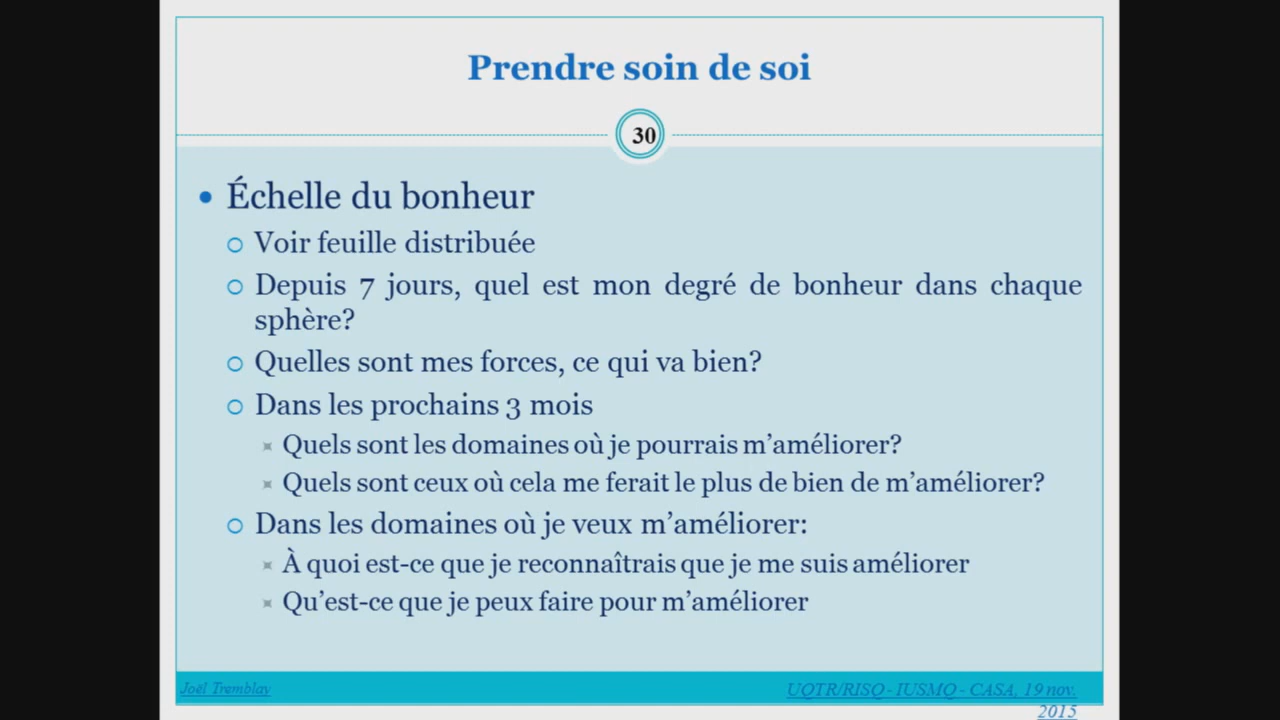 Prendre soin de soi
30
Échelle du bonheur
Voir feuille distribuée
Depuis 7 jours, quel est mon degré de bonheur dans chaque
sphère?
Quelles sont mes forces, ce qui va bien?
Dans les prochains 3 mois
Quels sont les domaines où je pourrais m’améliorer?
Quels sont ceux où cela me ferait le plus de bien de m’améliorer?
Dans les domaines où je veux m’améliorer:
À quoi est-ce que je reconnaîtrais que je me suis améliorer
Qu’est-ce que je peux faire pour m’améliorer
Joël Tremblay
UQTR/RISQ - IUSMQ - CASA, 19 nov.
2015